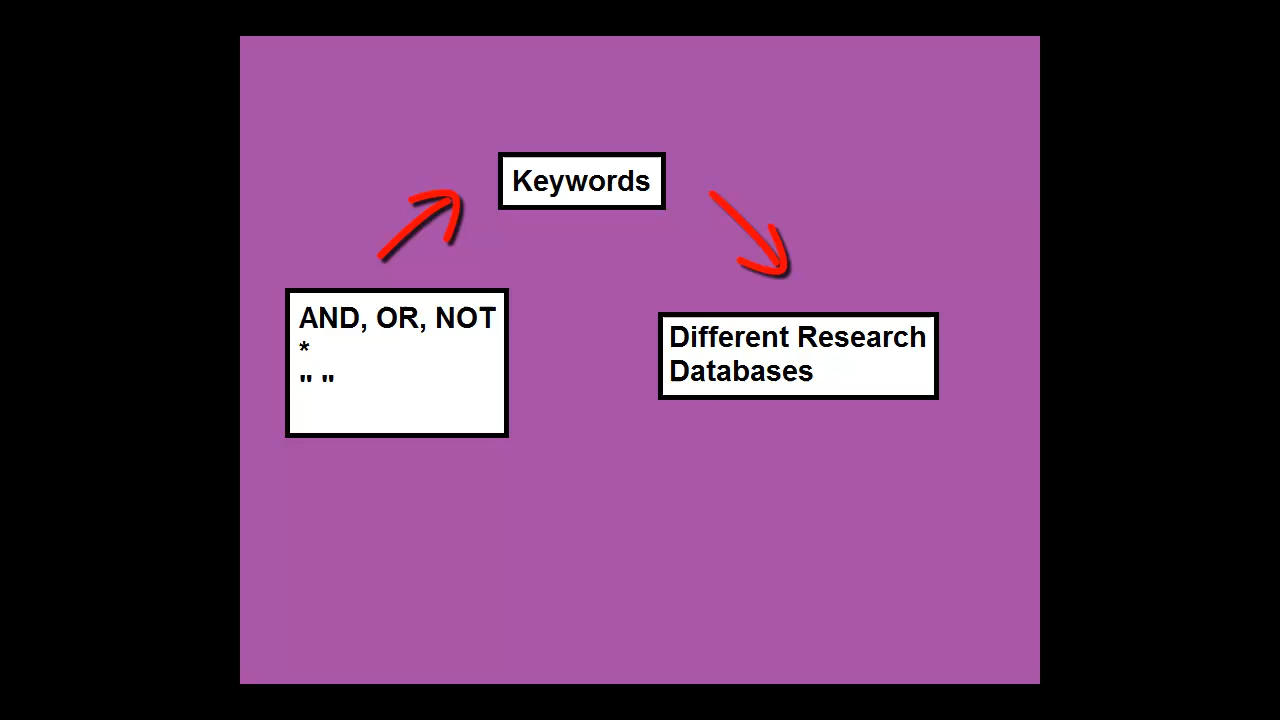 Keywords
AND, OR, NOT
*
" "
Different Research
Databases